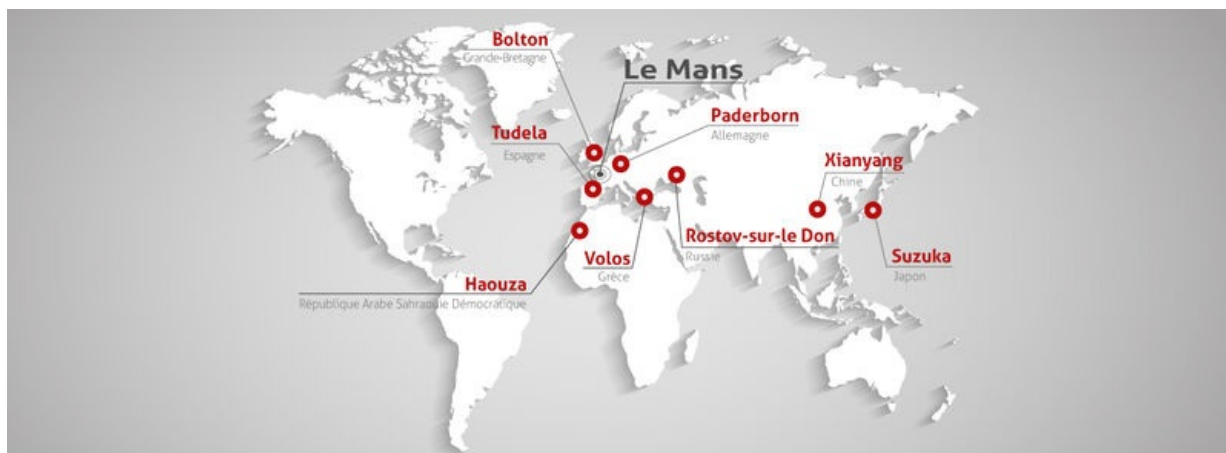 Bolton
Grande-Bretagne
Le Mans
Paderborn
Allemagne
Tudela
Espagne
Xianyang
Chine
Rostov-sur-le Don
Russie
Volos
Grèce
Suzuka
Japon
Haouza
République Arabe Sahraouie Démocratique